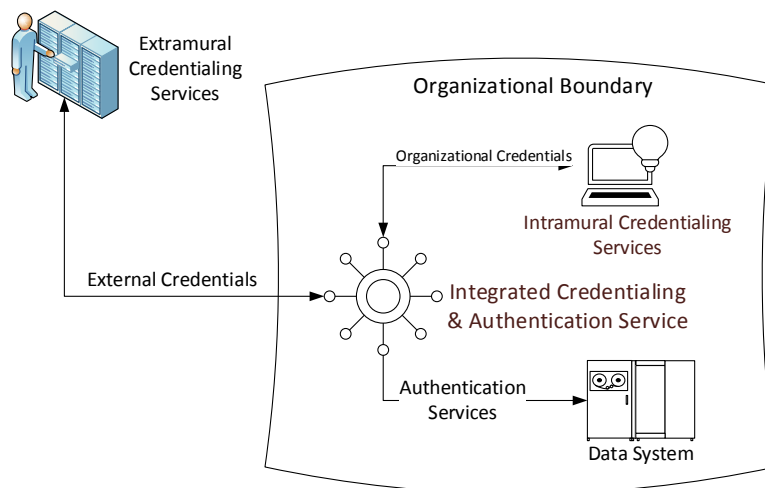 Extramural
Credentialing
Services
Organizational Boundary
Organizational Credentials
Intramural Credentialing
Services
External Credentials
Integrated Credentialing
& Authentication Service
Authentication
Services
Data System